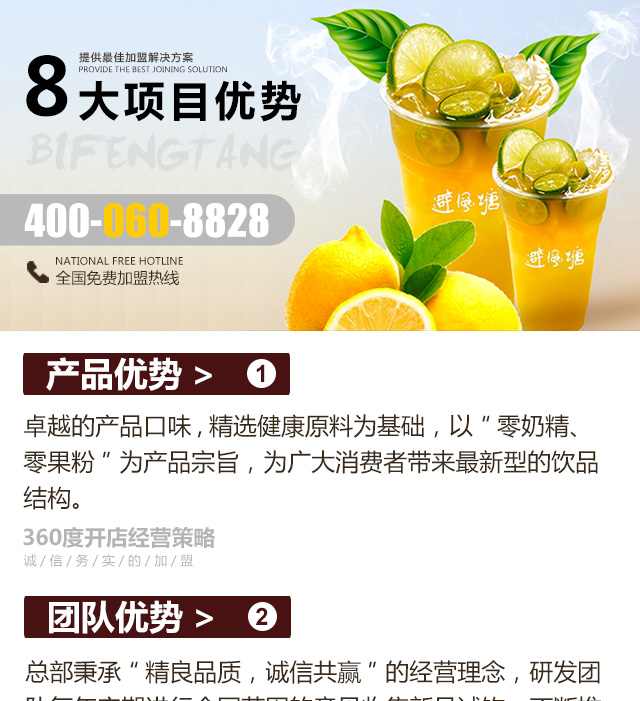 8
提供最佳加盟解决方案
PROVIDE THE BEST JOINING SOLUTION
大项目优势
BIFENGTANG
400-060-8828
NATIONAL FREE HOTLINE
全国免费加盟热线
避风塘
避风塘
产品优势 > 1
卓越的产品口味，精选健康原料为基础，以“零奶精、
零果粉”为产品宗旨，为广大消费者带来最新型的饮品
结构。
360度开店经营策略
诚/信/务/实/的/加/盟
团队优势 > 2
总部秉承“精良品质，诚信共赢”的经营理念，研发团